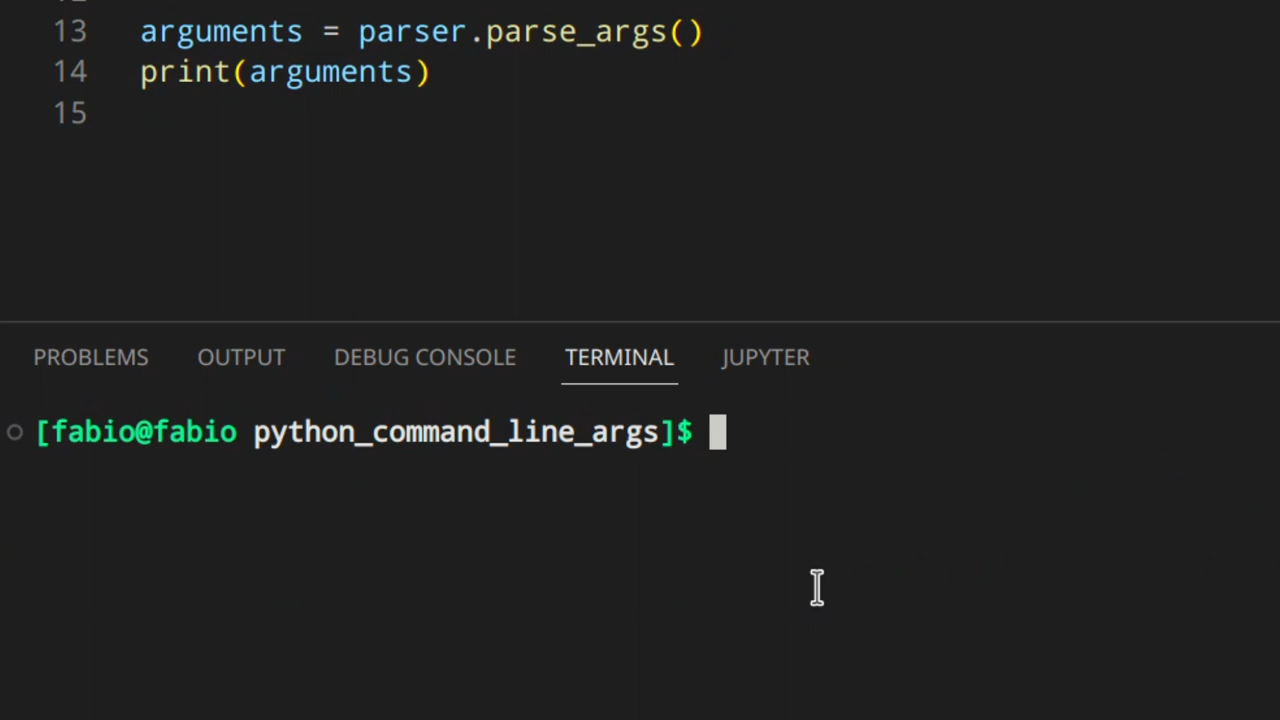 13 arguments = parser.parse_args()
14 print(arguments)
15
PROBLEMS OUTPUT DEBUG CONSOLE TERMINAL JUPYTER
[fabio@fabio python_command_line_args]$